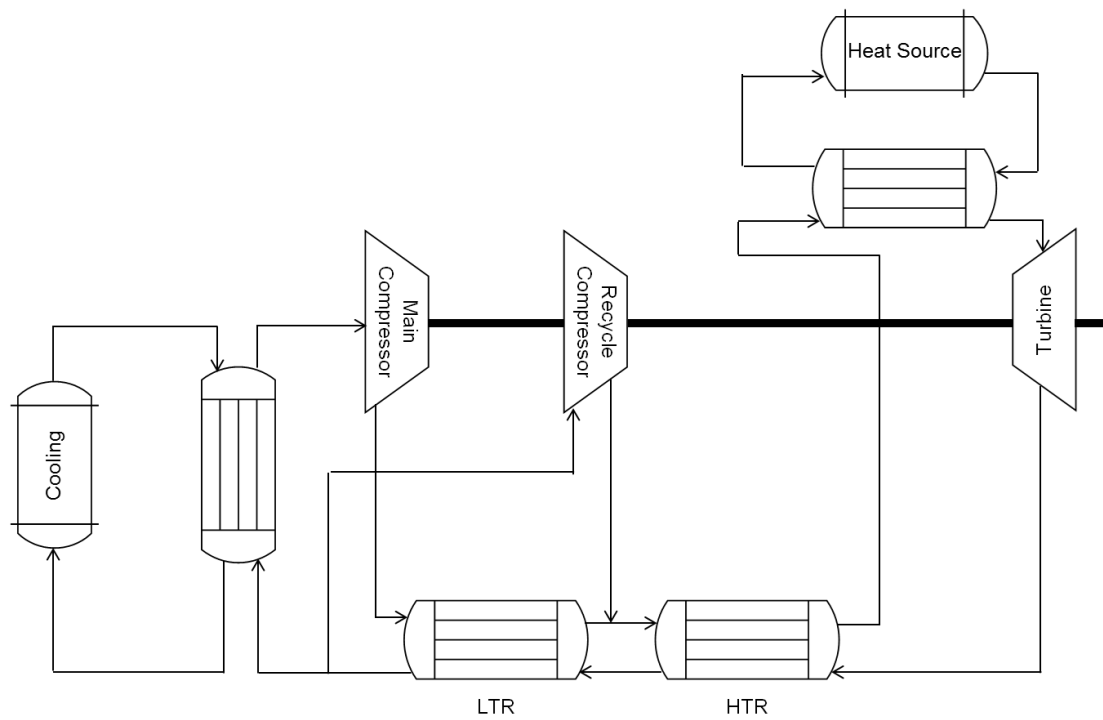 Heat Source
Main
Compressor
Recycle
Compressor
Turbine
Cooling
LTR
HTR